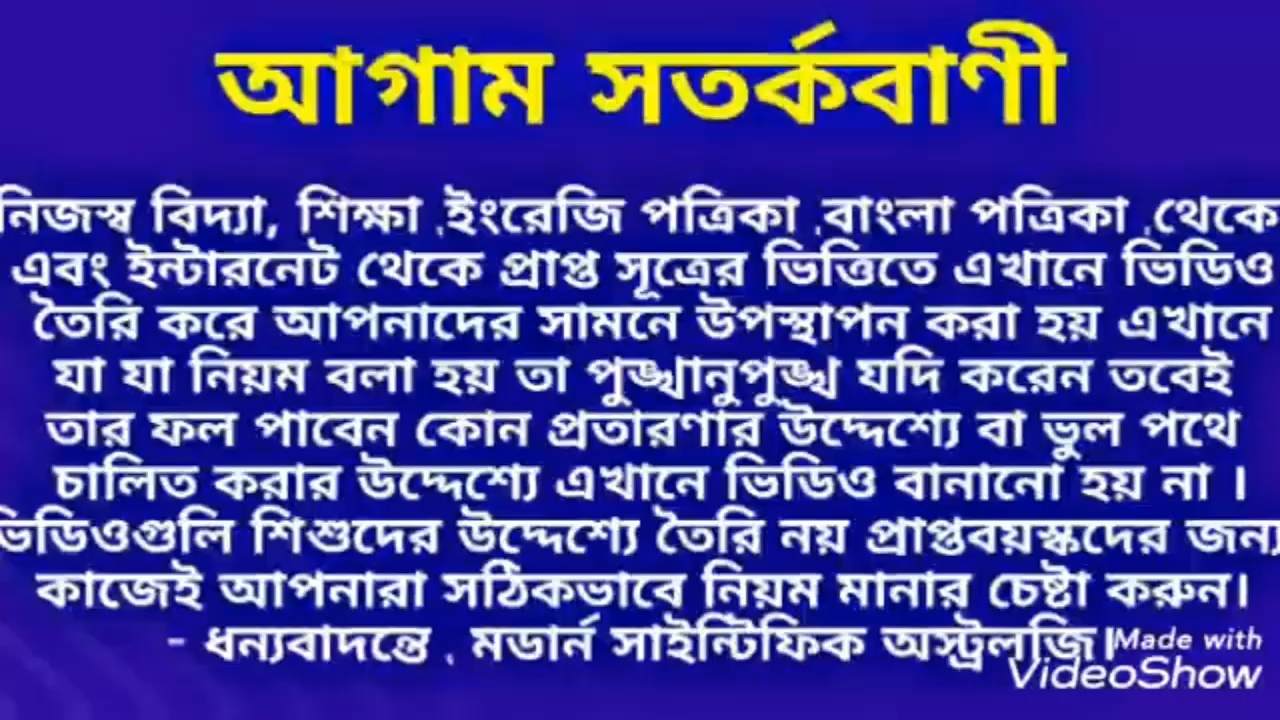 আগাম সতর্কবাণী
নিজস্ব বিদ্যা, শিক্ষা ,ইংরেজি পত্রিকা ,বাংলা পত্রিকা ,থেকে
এবং ইন্টারনেট থেকে প্রাপ্ত সূত্রের ভিত্তিতে এখানে ভিডিও
তৈরি করে আপনাদের সামনে উপস্থাপন করা হয় এখানে
যা যা নিয়ম বলা হয় তা পুঙ্খানুপুঙ্খ যদি করেন তবেই
তার ফল পাবেন কোন প্রতারণার উদ্দেশ্যে বা ভুল পথে
চালিত করার উদ্দেশ্যে এখানে ভিডিও বানানো হয় না ।
ভিডিওগুলি শিশুদের উদ্দেশ্যে তৈরি নয় প্রাপ্তবয়স্কদের জন্য
কাজেই আপনারা সঠিকভাবে নিয়ম মানার চেষ্টা করুন।
- ধন্যবাদন্তে , মডার্ন সাইন্টিফিক অস্ট্রলজি।
Made with
VideoShow